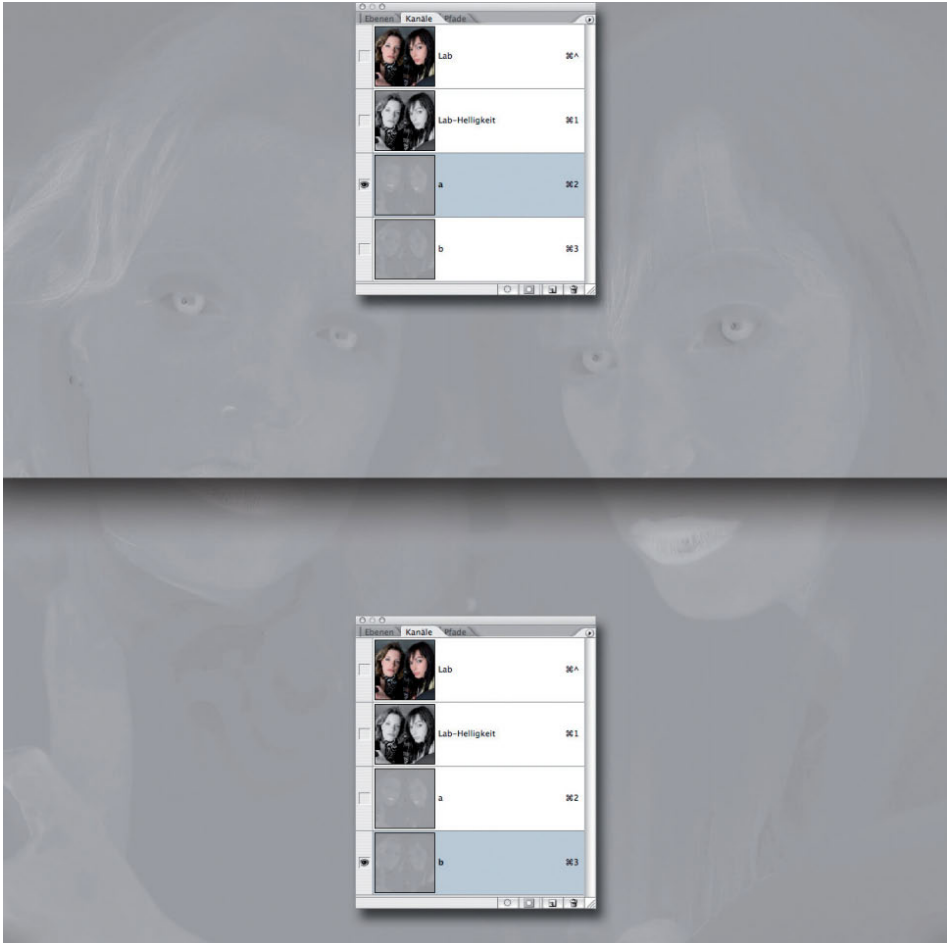 Ebenen Kanäle Pfade
Lab ⌘^
Lab-Helligkeit ⌘1
a ⌘2
b ⌘3
Ebenen Kanäle Pfade
Lab ⌘^
Lab-Helligkeit ⌘1
a ⌘2
b ⌘3